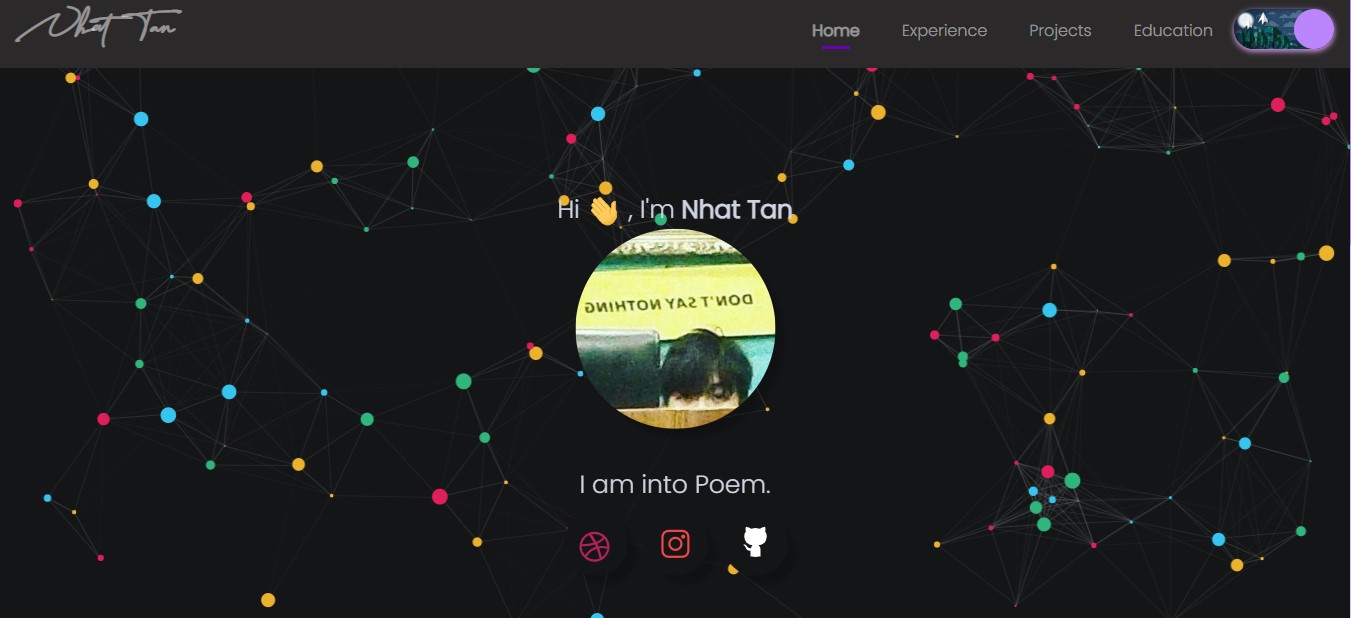 Nhat Tan
Home
Experience
Projects
Education
Hi 👋 , I'm Nhat Tan
DON'T SAY NOTHING
I am into Poem.